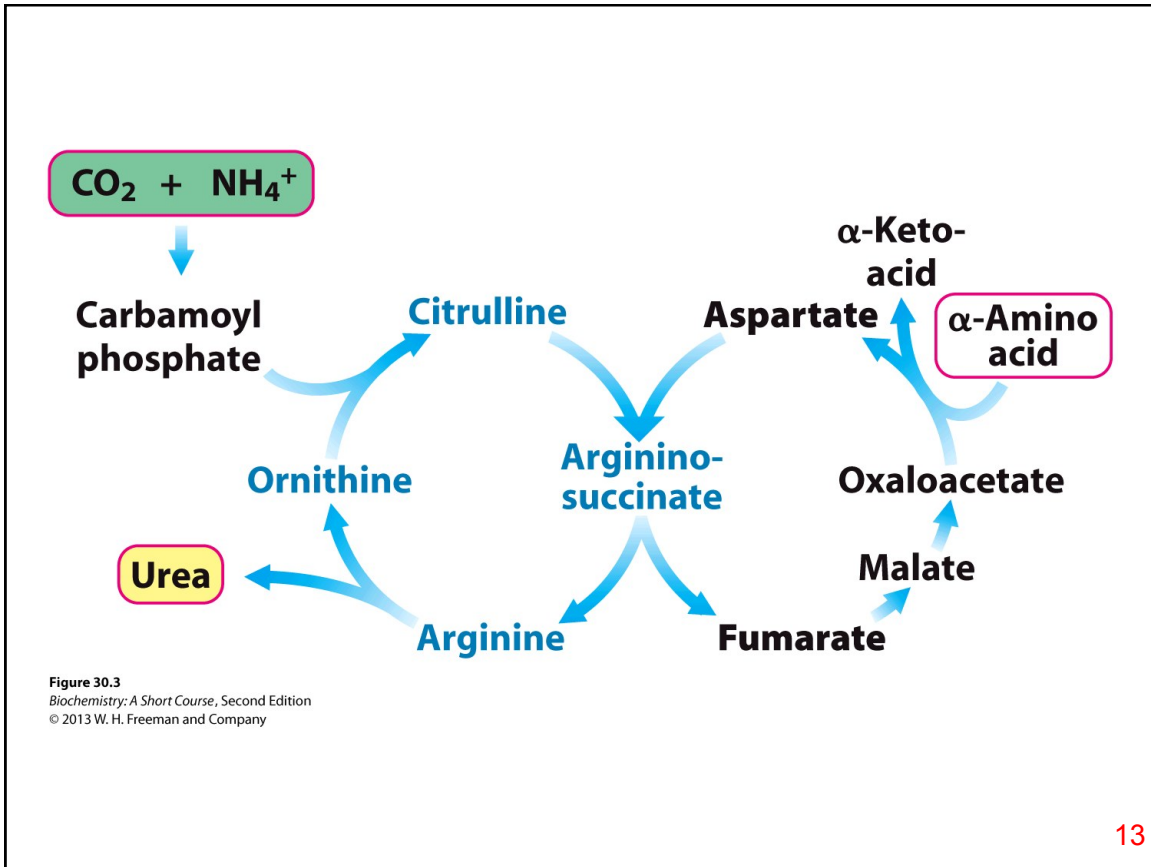 CO₂ + NH₄⁺
α-Keto-
acid
Carbamoyl
phosphate
Citrulline
Aspartate
α-Amino
acid
Ornithine
Arginino-
succinate
Oxaloacetate
Urea
Malate
Arginine
Fumarate
Figure 30.3
Biochemistry: A Short Course, Second Edition
© 2013 W. H. Freeman and Company
13